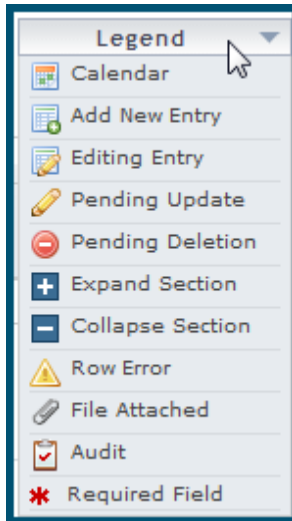 Legend
Calendar
Add New Entry
Editing Entry
Pending Update
Pending Deletion
Expand Section
Collapse Section
Row Error
File Attached
Audit
Required Field